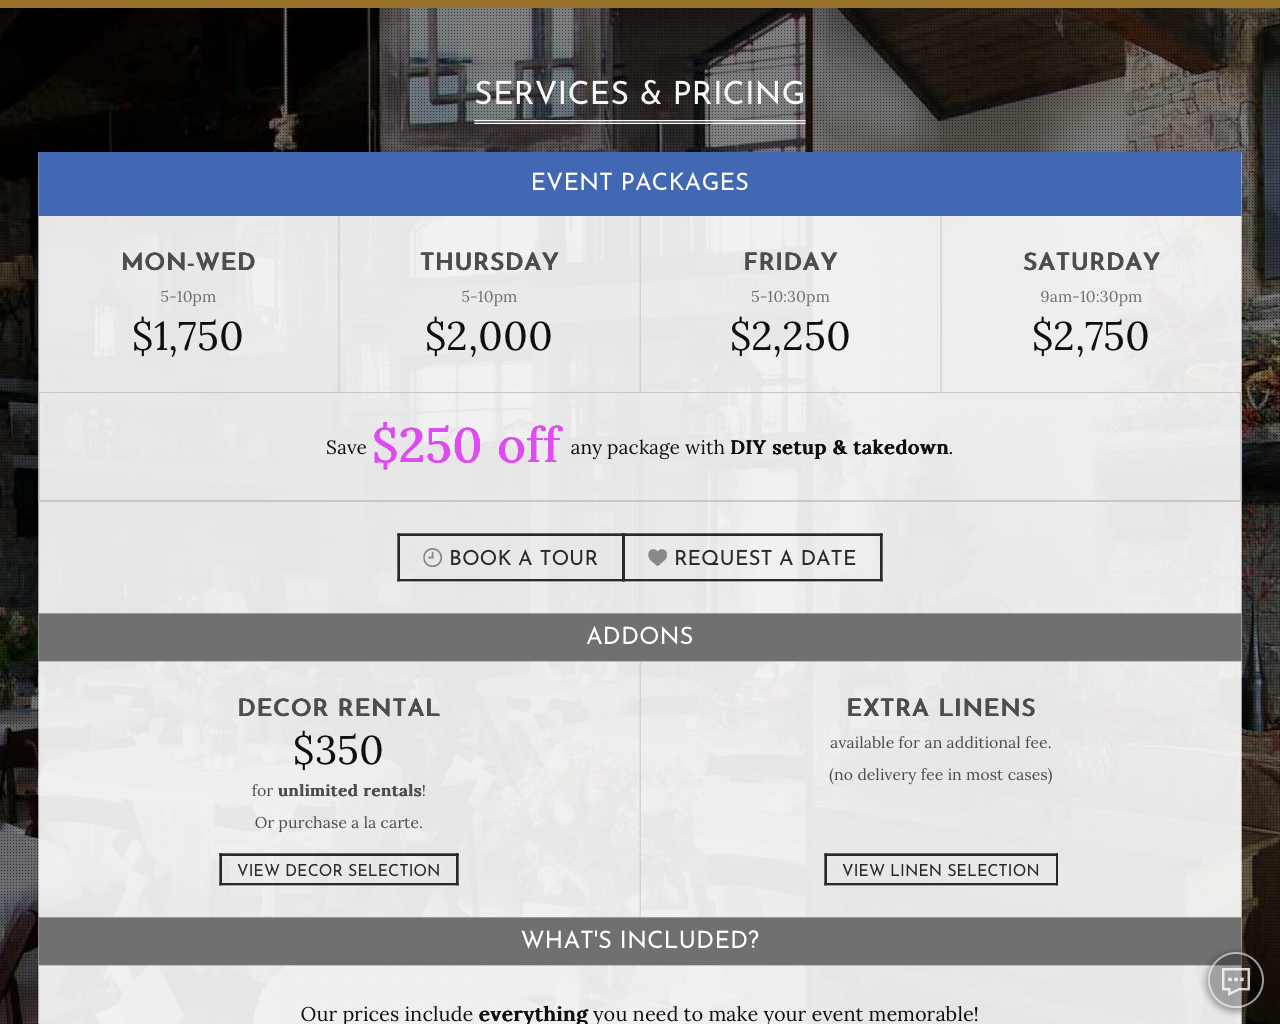 SERVICES & PRICING
EVENT PACKAGES
MON-WED
5-10pm
$1,750
THURSDAY
5-10pm
$2,000
FRIDAY
5-10:30pm
$2,250
SATURDAY
9am-10:30pm
$2,750
Save $250 off any package with DIY setup & takedown.
BOOK A TOUR
REQUEST A DATE
ADDONS
DECOR RENTAL
$350
for unlimited rentals!
Or purchase a la carte.
VIEW DECOR SELECTION
EXTRA LINENS
available for an additional fee.
(no delivery fee in most cases)
VIEW LINEN SELECTION
WHAT'S INCLUDED?
Our prices include everything you need to make your event memorable!